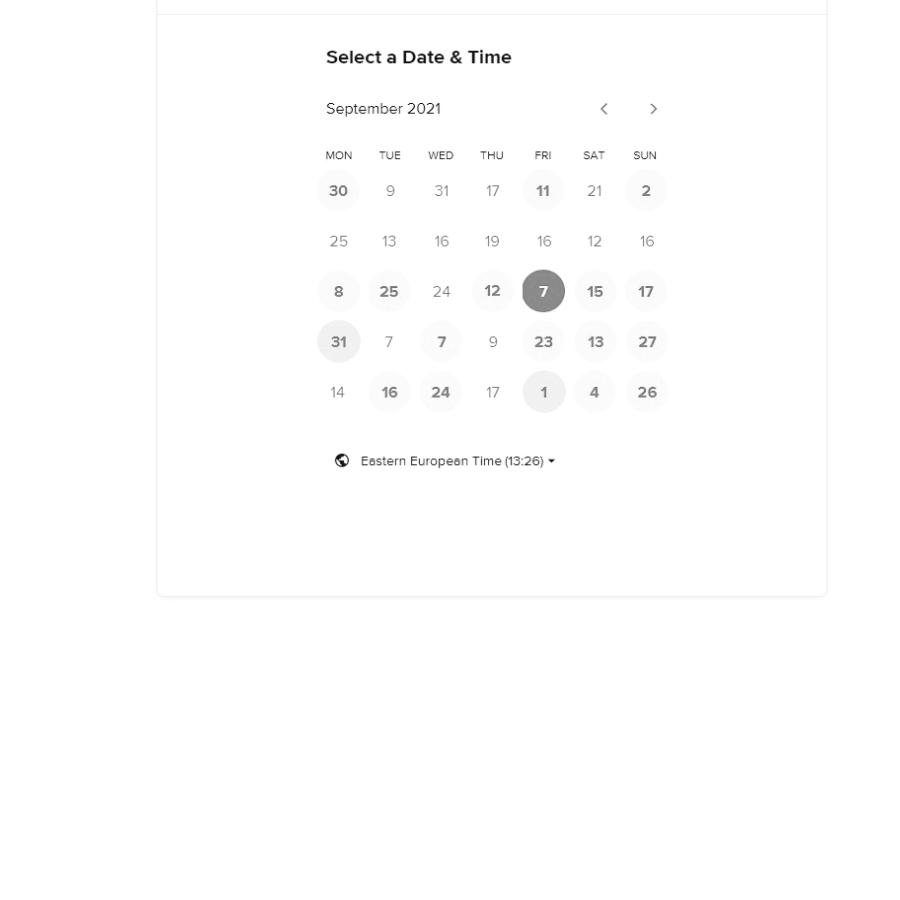 Select a Date & Time
September 2021
MON TUE WED THU FRI SAT SUN
30 9 31 17 11 21 2
25 13 16 19 16 12 16
8 25 24 12 7 15 17
31 7 7 9 23 13 27
14 16 24 17 1 4 26
Eastern European Time (13:26)